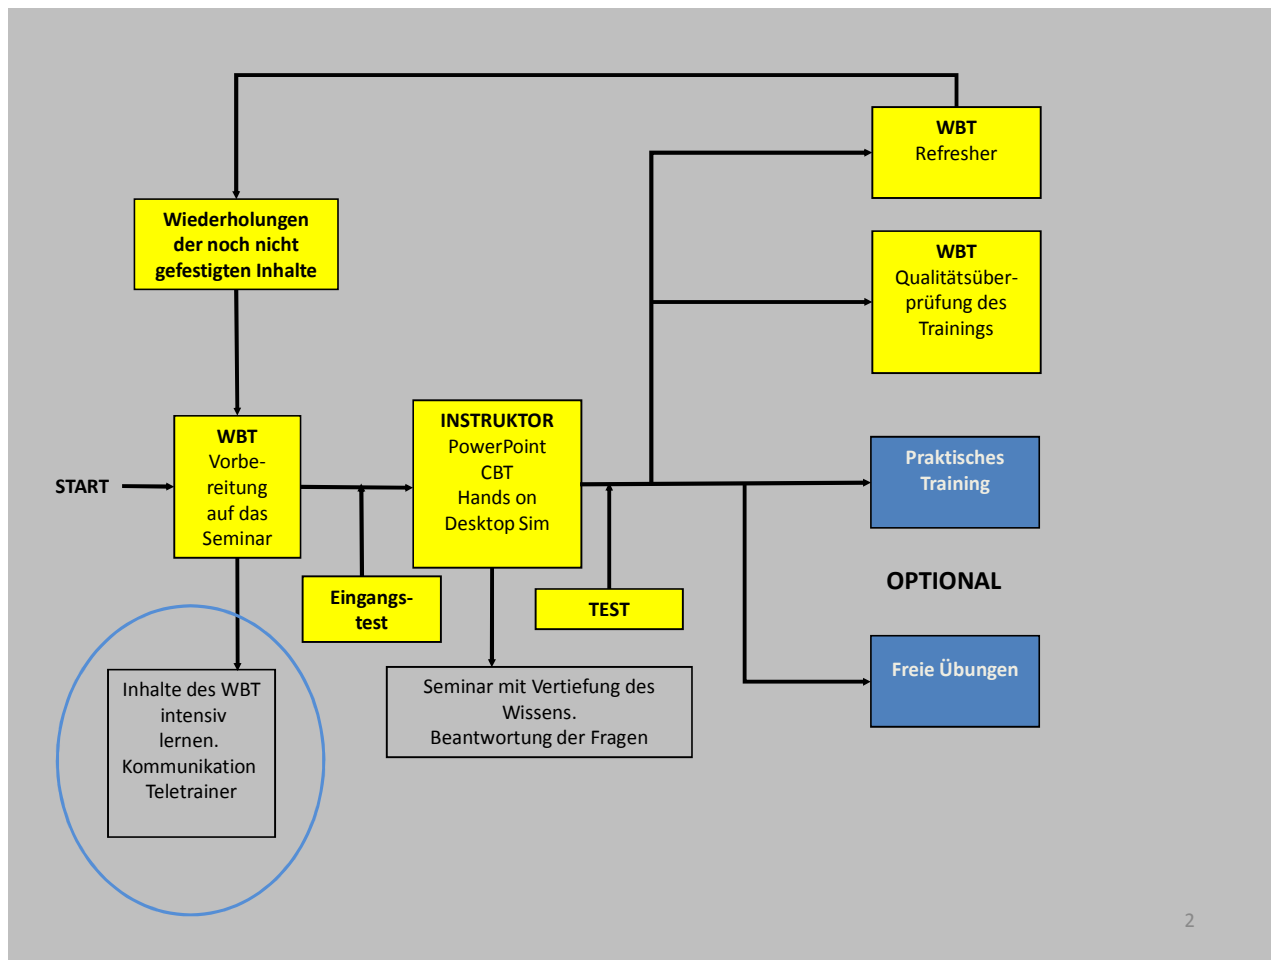 WBT
Refresher
Wiederholungen
der noch nicht
gefestigten Inhalte
WBT
Qualitätsüber-
prüfung des
Trainings
START
WBT
Vorbe-
reitung
auf das
Seminar
INSTRUKTOR
PowerPoint
CBT
Hands on
Desktop Sim
Praktisches
Training
Eingangs-
test
TEST
OPTIONAL
Inhalte des WBT
intensiv
lernen.
Kommunikation
Teletrainer
Seminar mit Vertiefung des
Wissens.
Beantwortung der Fragen
Freie Übungen
2